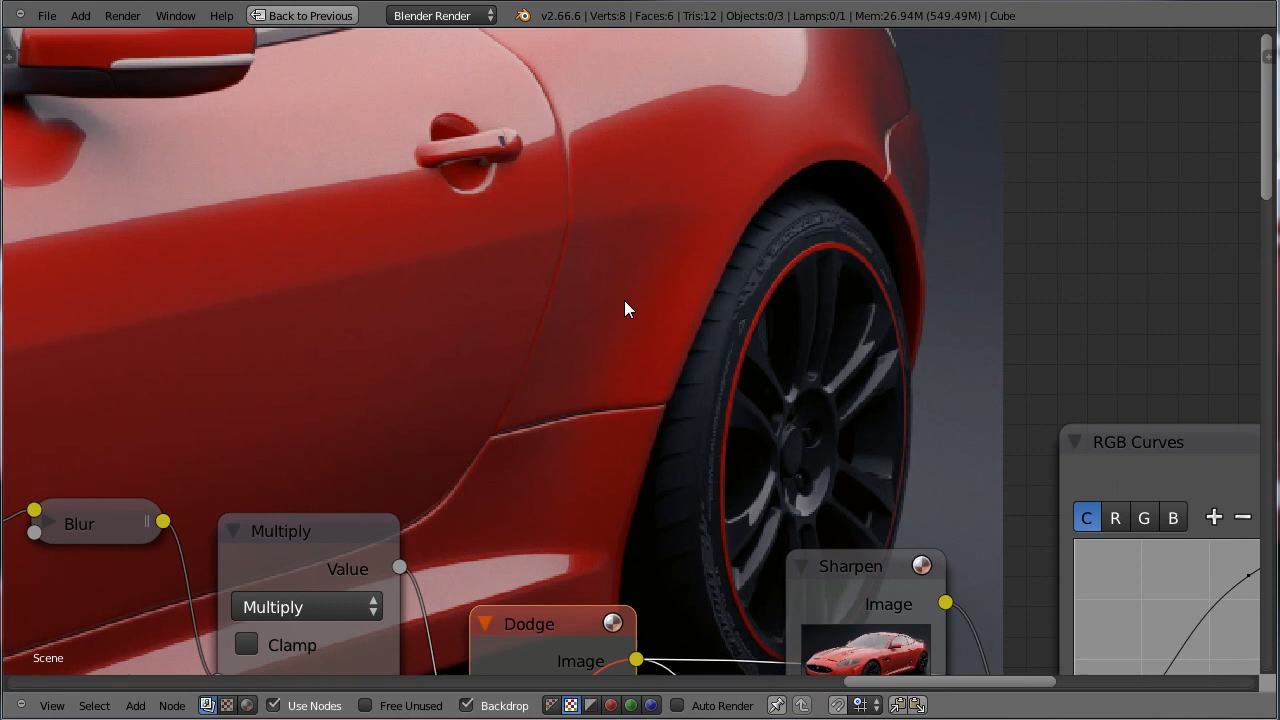 File Add Render Window Help Back to Previous Blender Render v2.66.6 | Verts:8 | Faces:6 | Tris:12 | Objects:0/3 | Lamps:0/1 | Mem:26.94M (549.49M) | Cube
RGB Curves
C R G B
Blur
Multiply
Value
Multiply
Clamp
Sharpen
Image
Dodge
Image
Scene
View Select Add Node Use Nodes Free Unused Backdrop Auto Render